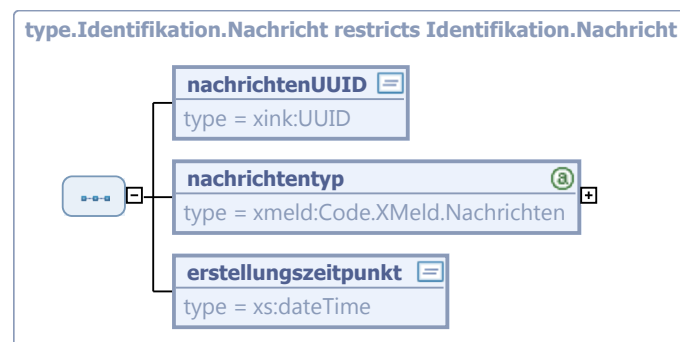 type.Identifikation.Nachricht restricts Identifikation.Nachricht
nachrichtenUUID
type = xink:UUID
nachrichtentyp
type = xmeld:Code.XMeld.Nachrichten
erstellungszeitpunkt
type = xs:dateTime